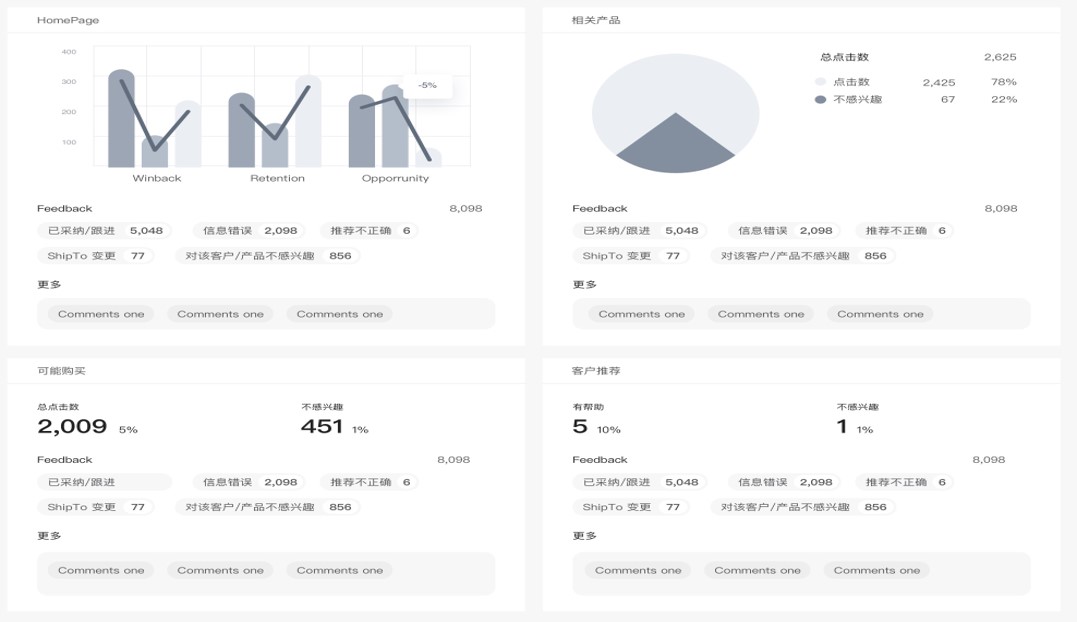 HomePage
400
300
200
100
-5%
Winback Retention Opporrunity
Feedback 8,098
已采纳/跟进 5,048 信息错误 2,098 推荐不正确 6
ShipTo 变更 77 对该客户/产品不感兴趣 856
更多
Comments one Comments one Comments one
相关产品
总点击数 2,625
点击数 2,425 78%
不感兴趣 67 22%
Feedback 8,098
已采纳/跟进 5,048 信息错误 2,098 推荐不正确 6
ShipTo 变更 77 对该客户/产品不感兴趣 856
更多
Comments one Comments one Comments one
可能购买
总点击数 不感兴趣
2,009 5% 451 1%
Feedback 8,098
已采纳/跟进 信息错误 2,098 推荐不正确 6
ShipTo 变更 77 对该客户/产品不感兴趣 856
更多
Comments one Comments one Comments one
客户推荐
有帮助 不感兴趣
5 10% 1 1%
Feedback 8,098
已采纳/跟进 5,048 信息错误 2,098 推荐不正确 6
ShipTo 变更 77 对该客户/产品不感兴趣 856
更多
Comments one Comments one Comments one